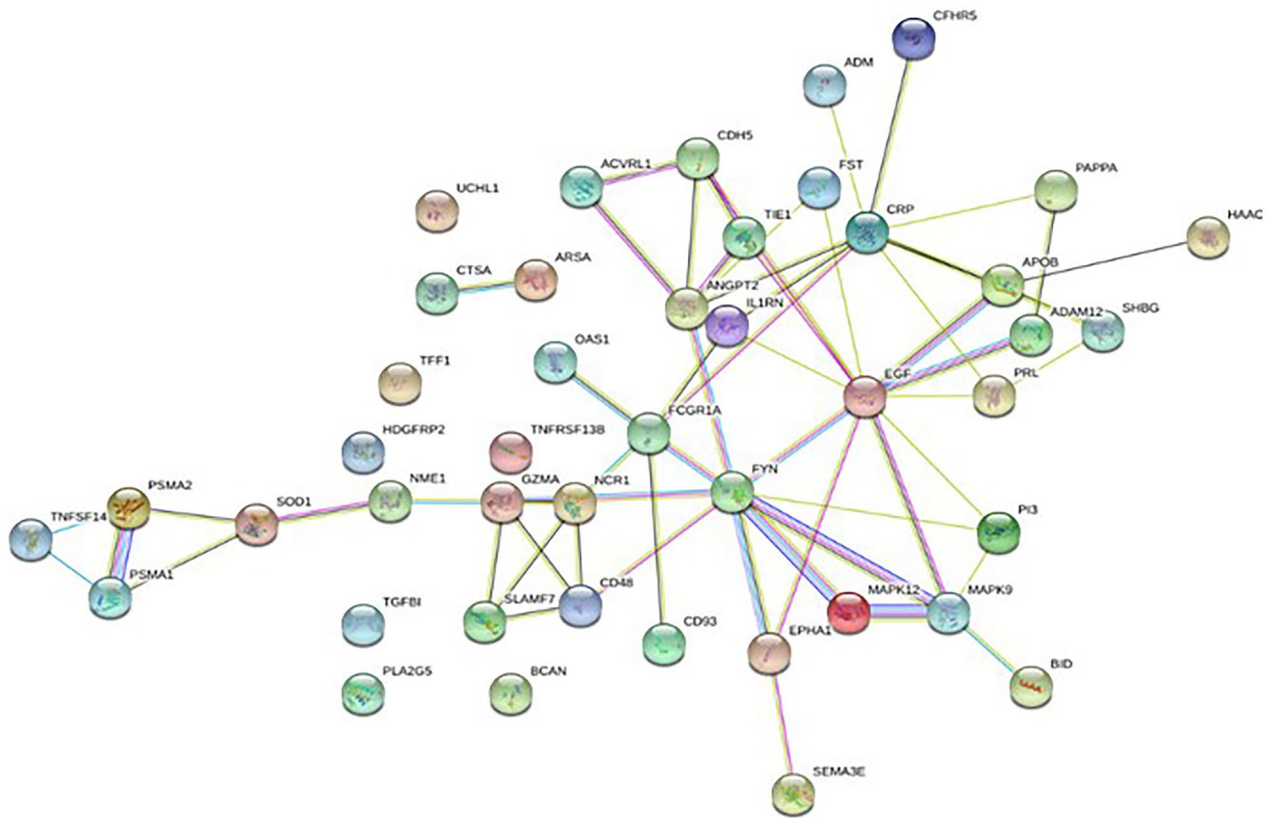 CFHR5
ADM
CDH5
ACVRL1
FST
PAPPA
UCHL1
TIE1
CRP
HAAO
CTSA
ARSA
APOB
ANGPT2
IL1RN
ADAM12
SHBG
OAS1
TFF1
EGF
PRL
FCGR1A
HDGFRP2
TNFRSF13B
FYN
PSMA2
NME1
GZMA
NCR1
SOD1
TNFSF14
PI3
PSMA1
CD48
MAPK12
MAPK9
TGFBI
SLAMF7
CD93
EPHA1
BID
PLA2G5
BCAN
SEMA3E